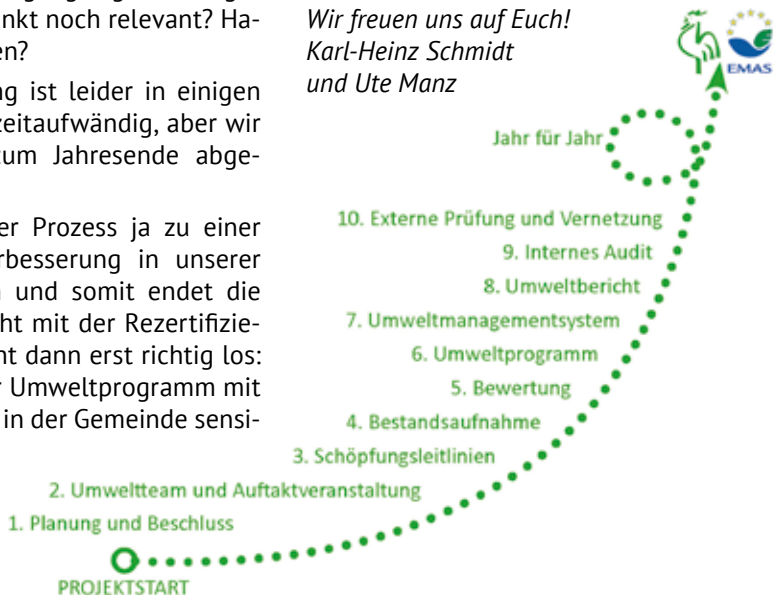 nkt noch relevant? Ha-
en?
ng ist leider in einigen
zeitaufwändig, aber wir
zum Jahresende abge-
er Prozess ja zu einer
rbesserung in unserer
und somit endet die
ht mit der Rezertifizie-
nt dann erst richtig los:
r Umweltprogramm mit
in der Gemeinde sensi-
Wir freuen uns auf Euch!
Karl-Heinz Schmidt
und Ute Manz
EMAS
Jahr für Jahr
10. Externe Prüfung und Vernetzung
9. Internes Audit
8. Umweltbericht
7. Umweltmanagementsystem
6. Umweltprogramm
5. Bewertung
4. Bestandsaufnahme
3. Schöpfungsleitlinien
2. Umweltteam und Auftaktveranstaltung
1. Planung und Beschluss
PROJEKTSTART